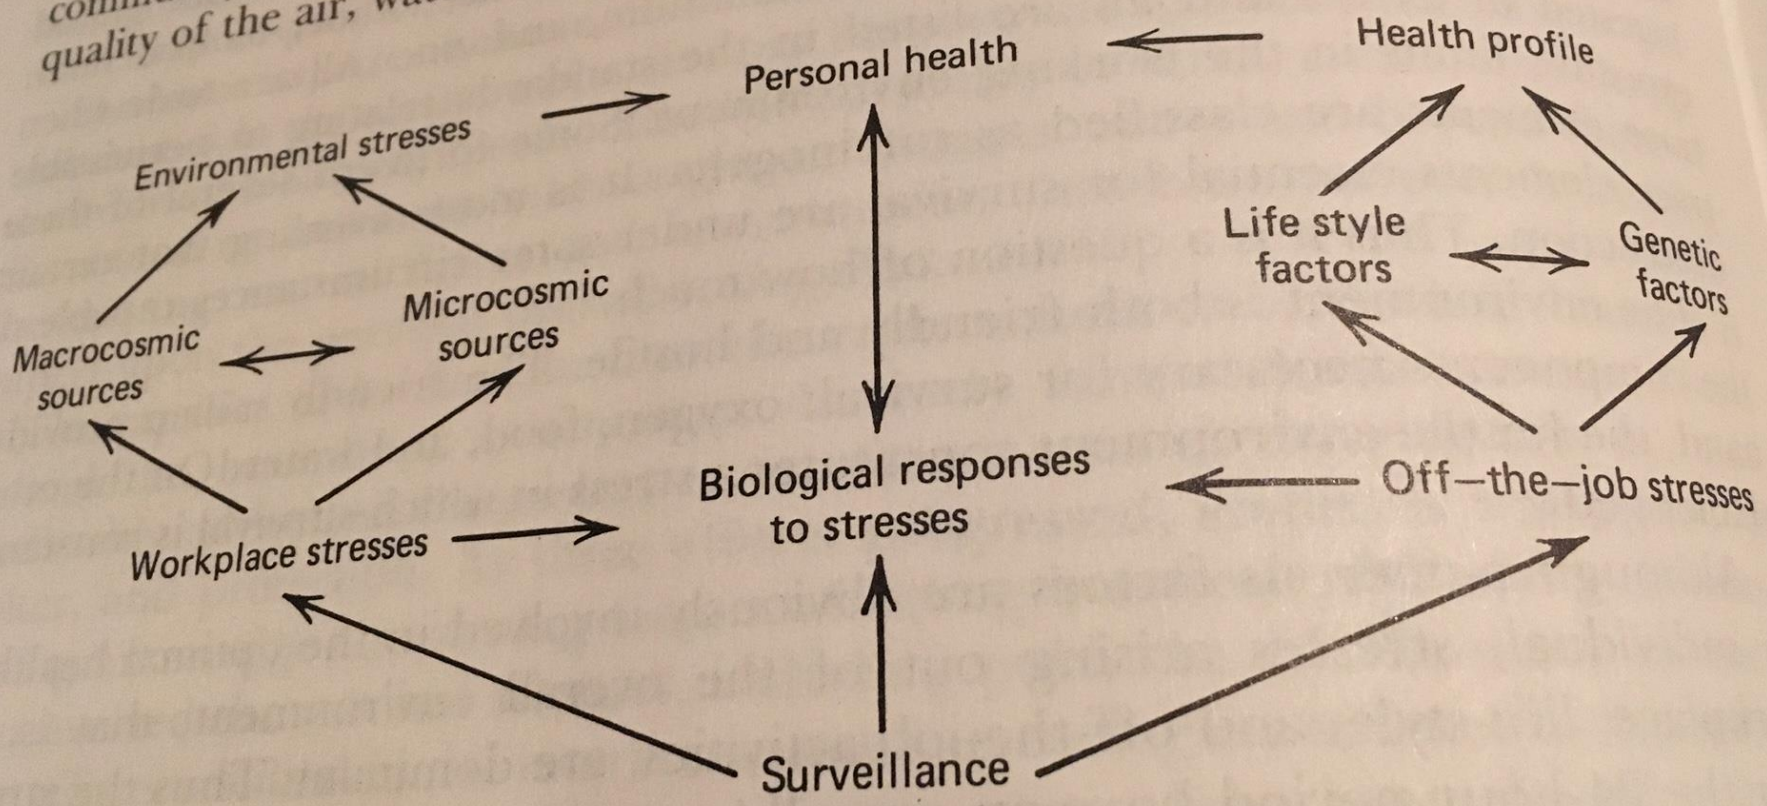 quality of the air,
Personal health
Health profile
Environmental stresses
Life style
factors
Genetic
factors
Macrocosmic
sources
Microcosmic
sources
Biological responses
to stresses
Off—the—job stresses
Workplace stresses
Surveillance